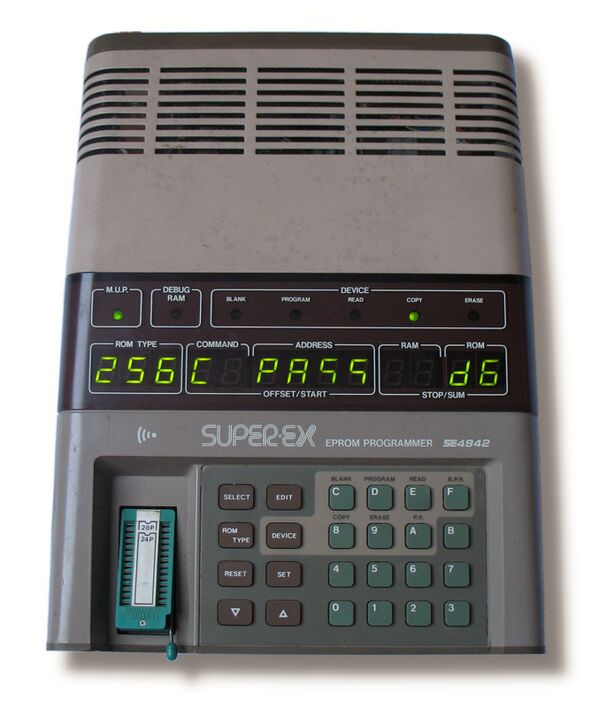 M.U.P. DEBUG RAM DEVICE
BLANK PROGRAM READ COPY ERASE
ROM TYPE COMMAND ADDRESS RAM ROM
256 C PASS d6
OFFSET/START STOP/SUM
SUPER-EX EPROM PROGRAMMER SE4942
BLANK PROGRAM READ B.P.R.
SELECT EDIT C D E F
COPY ERASE P.R.
ROM TYPE DEVICE 8 9 A B
RESET SET 4 5 6 7
▽ △ 0 1 2 3
28P
24P
G